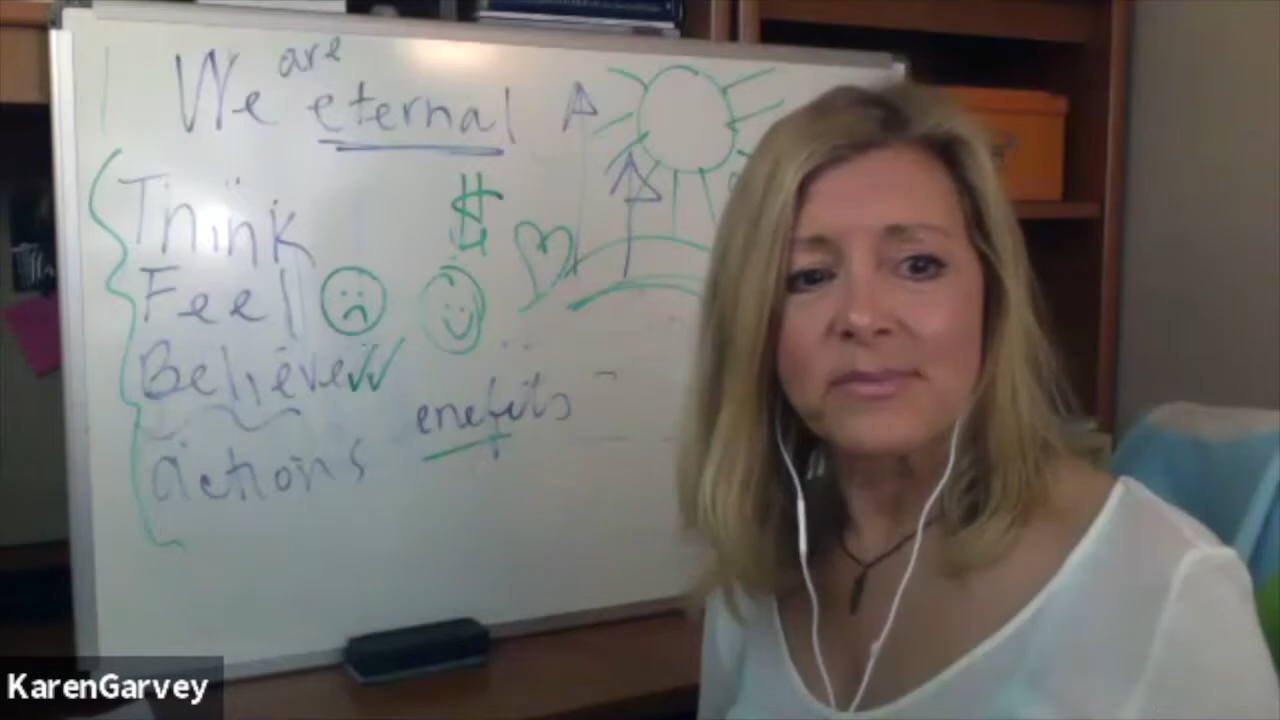 We are eternal
$
Think
Feel
Believe
actions
enefits
KarenGarvey